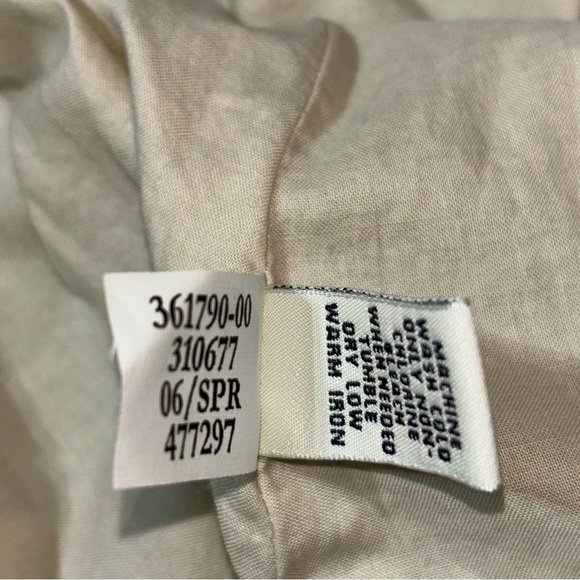 361790-00
310677
06/SPR
477297
MACHINE
WASH COLD
ONLY NON-
CHLORINE
BLEACH
WHEN NEEDED
TUMBLE
DRY LOW
WARM IRON